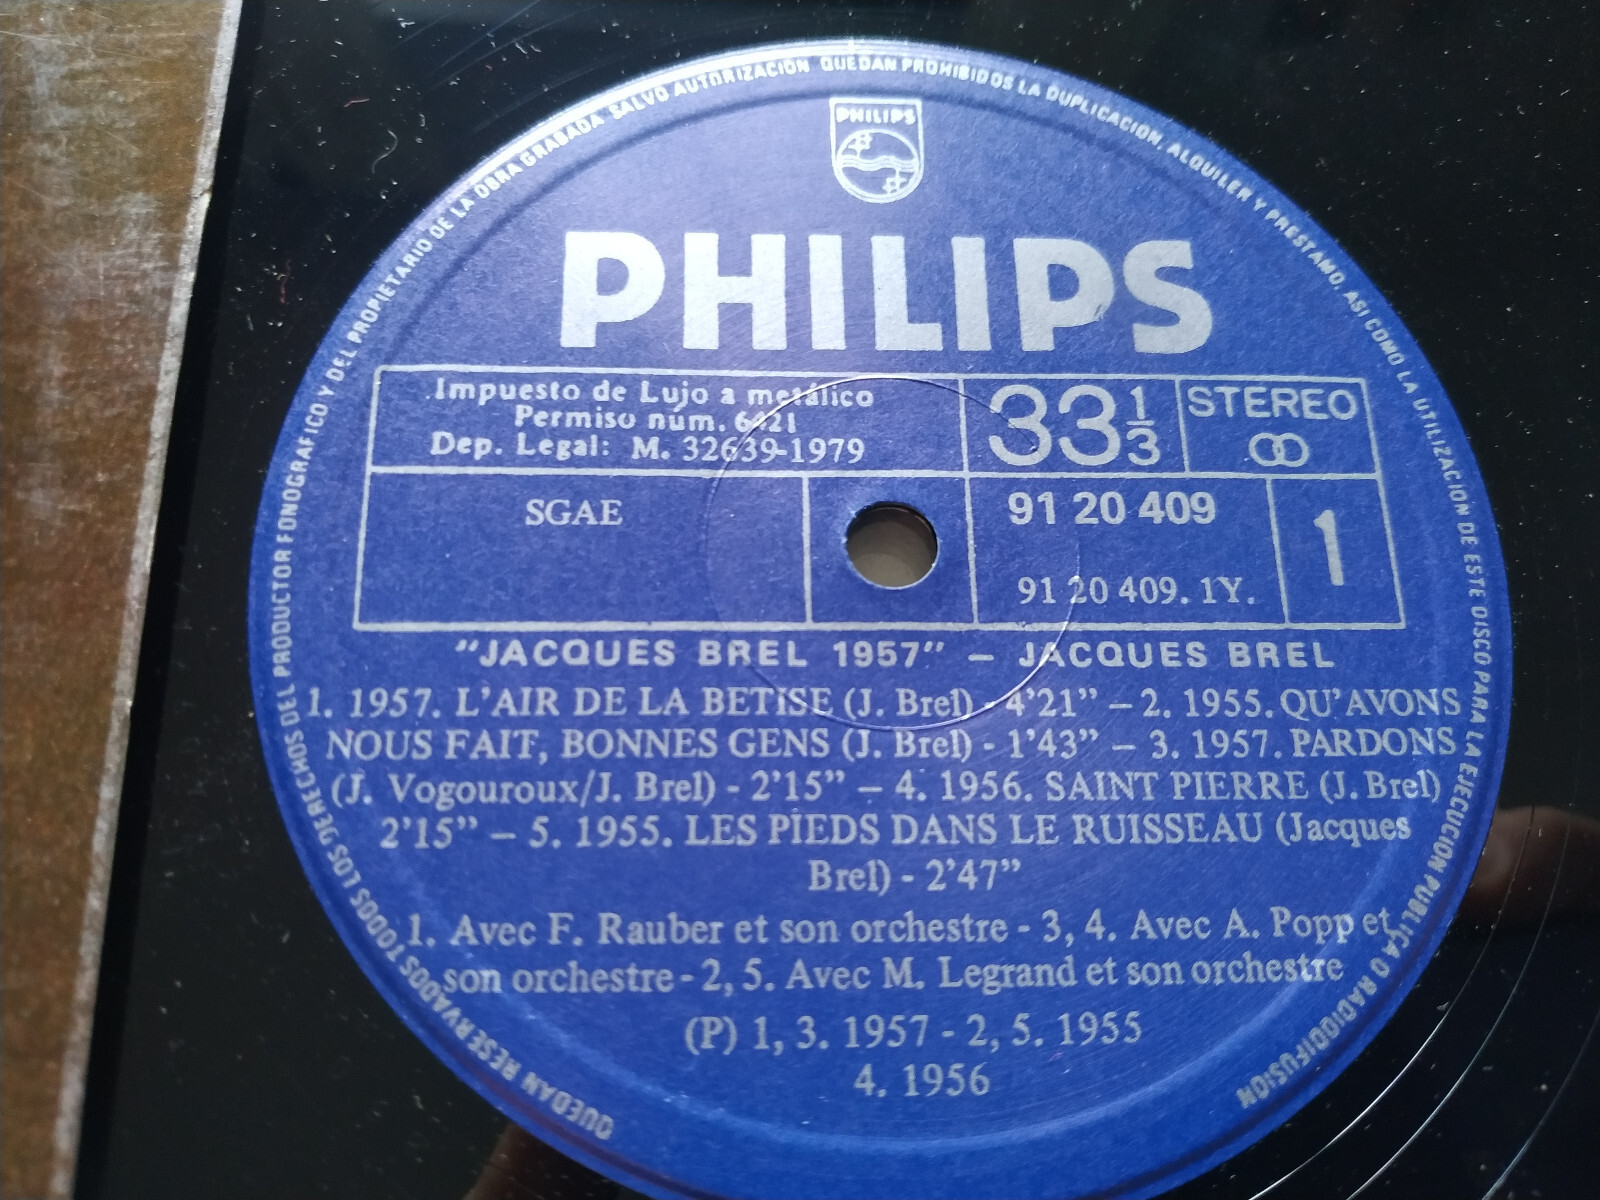 QUEDAN RESERVADOS TODOS LOS DERECHOS DEL PRODUCTOR FONOGRAFICO Y DEL PROPIETARIO DE LA OBRA GRABADA. SALVO AUTORIZACION QUEDAN PROHIBIDOS LA DUPLICACION, ALQUILER Y PRESTAMO, ASI COMO LA UTILIZACION DE ESTE DISCO PARA LA EJECUCION PUBLICA O RADIODIFUSION
PHILIPS
PHILIPS
Impuesto de Lujo a metálico
Permiso núm. 6421
Dep. Legal: M. 32639-1979
33 1/3
STEREO
SGAE
91 20 409
91 20 409. 1Y.
1
"JACQUES BREL 1957" – JACQUES BREL
1. 1957. L'AIR DE LA BETISE (J. Brel) - 4'21" – 2. 1955. QU'AVONS
NOUS FAIT, BONNES GENS (J. Brel) - 1'43" – 3. 1957. PARDONS
(J. Vogouroux/J. Brel) - 2'15" – 4. 1956. SAINT PIERRE (J. Brel)
2'15" – 5. 1955. LES PIEDS DANS LE RUISSEAU (Jacques
Brel) - 2'47"
1. Avec F. Rauber et son orchestre - 3, 4. Avec A. Popp et
son orchestre - 2, 5. Avec M. Legrand et son orchestre
(P) 1, 3. 1957 - 2, 5. 1955
4. 1956